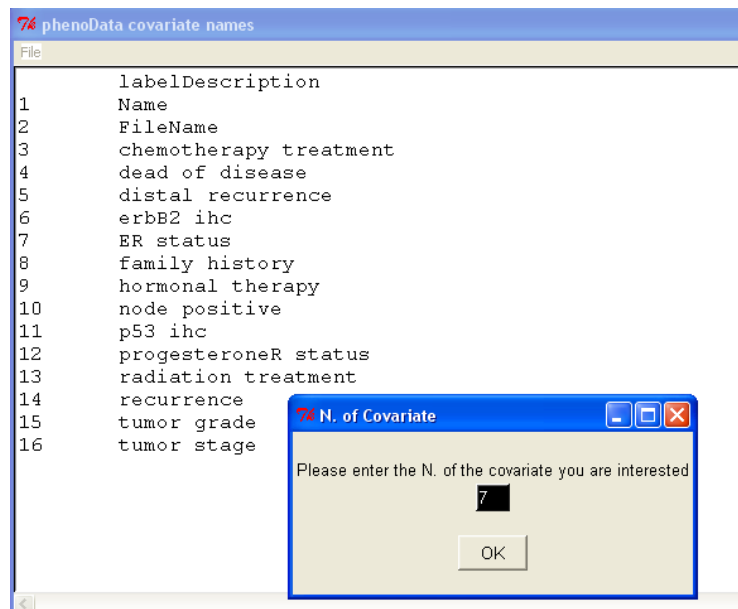 phenoData covariate names
File
labelDescription
1 Name
2 FileName
3 chemotherapy treatment
4 dead of disease
5 distal recurrence
6 erbB2 ihc
7 ER status
8 family history
9 hormonal therapy
10 node positive
11 p53 ihc
12 progesteroneR status
13 radiation treatment
14 recurrence
15 tumor grade
16 tumor stage
N. of Covariate
Please enter the N. of the covariate you are interested
7
OK